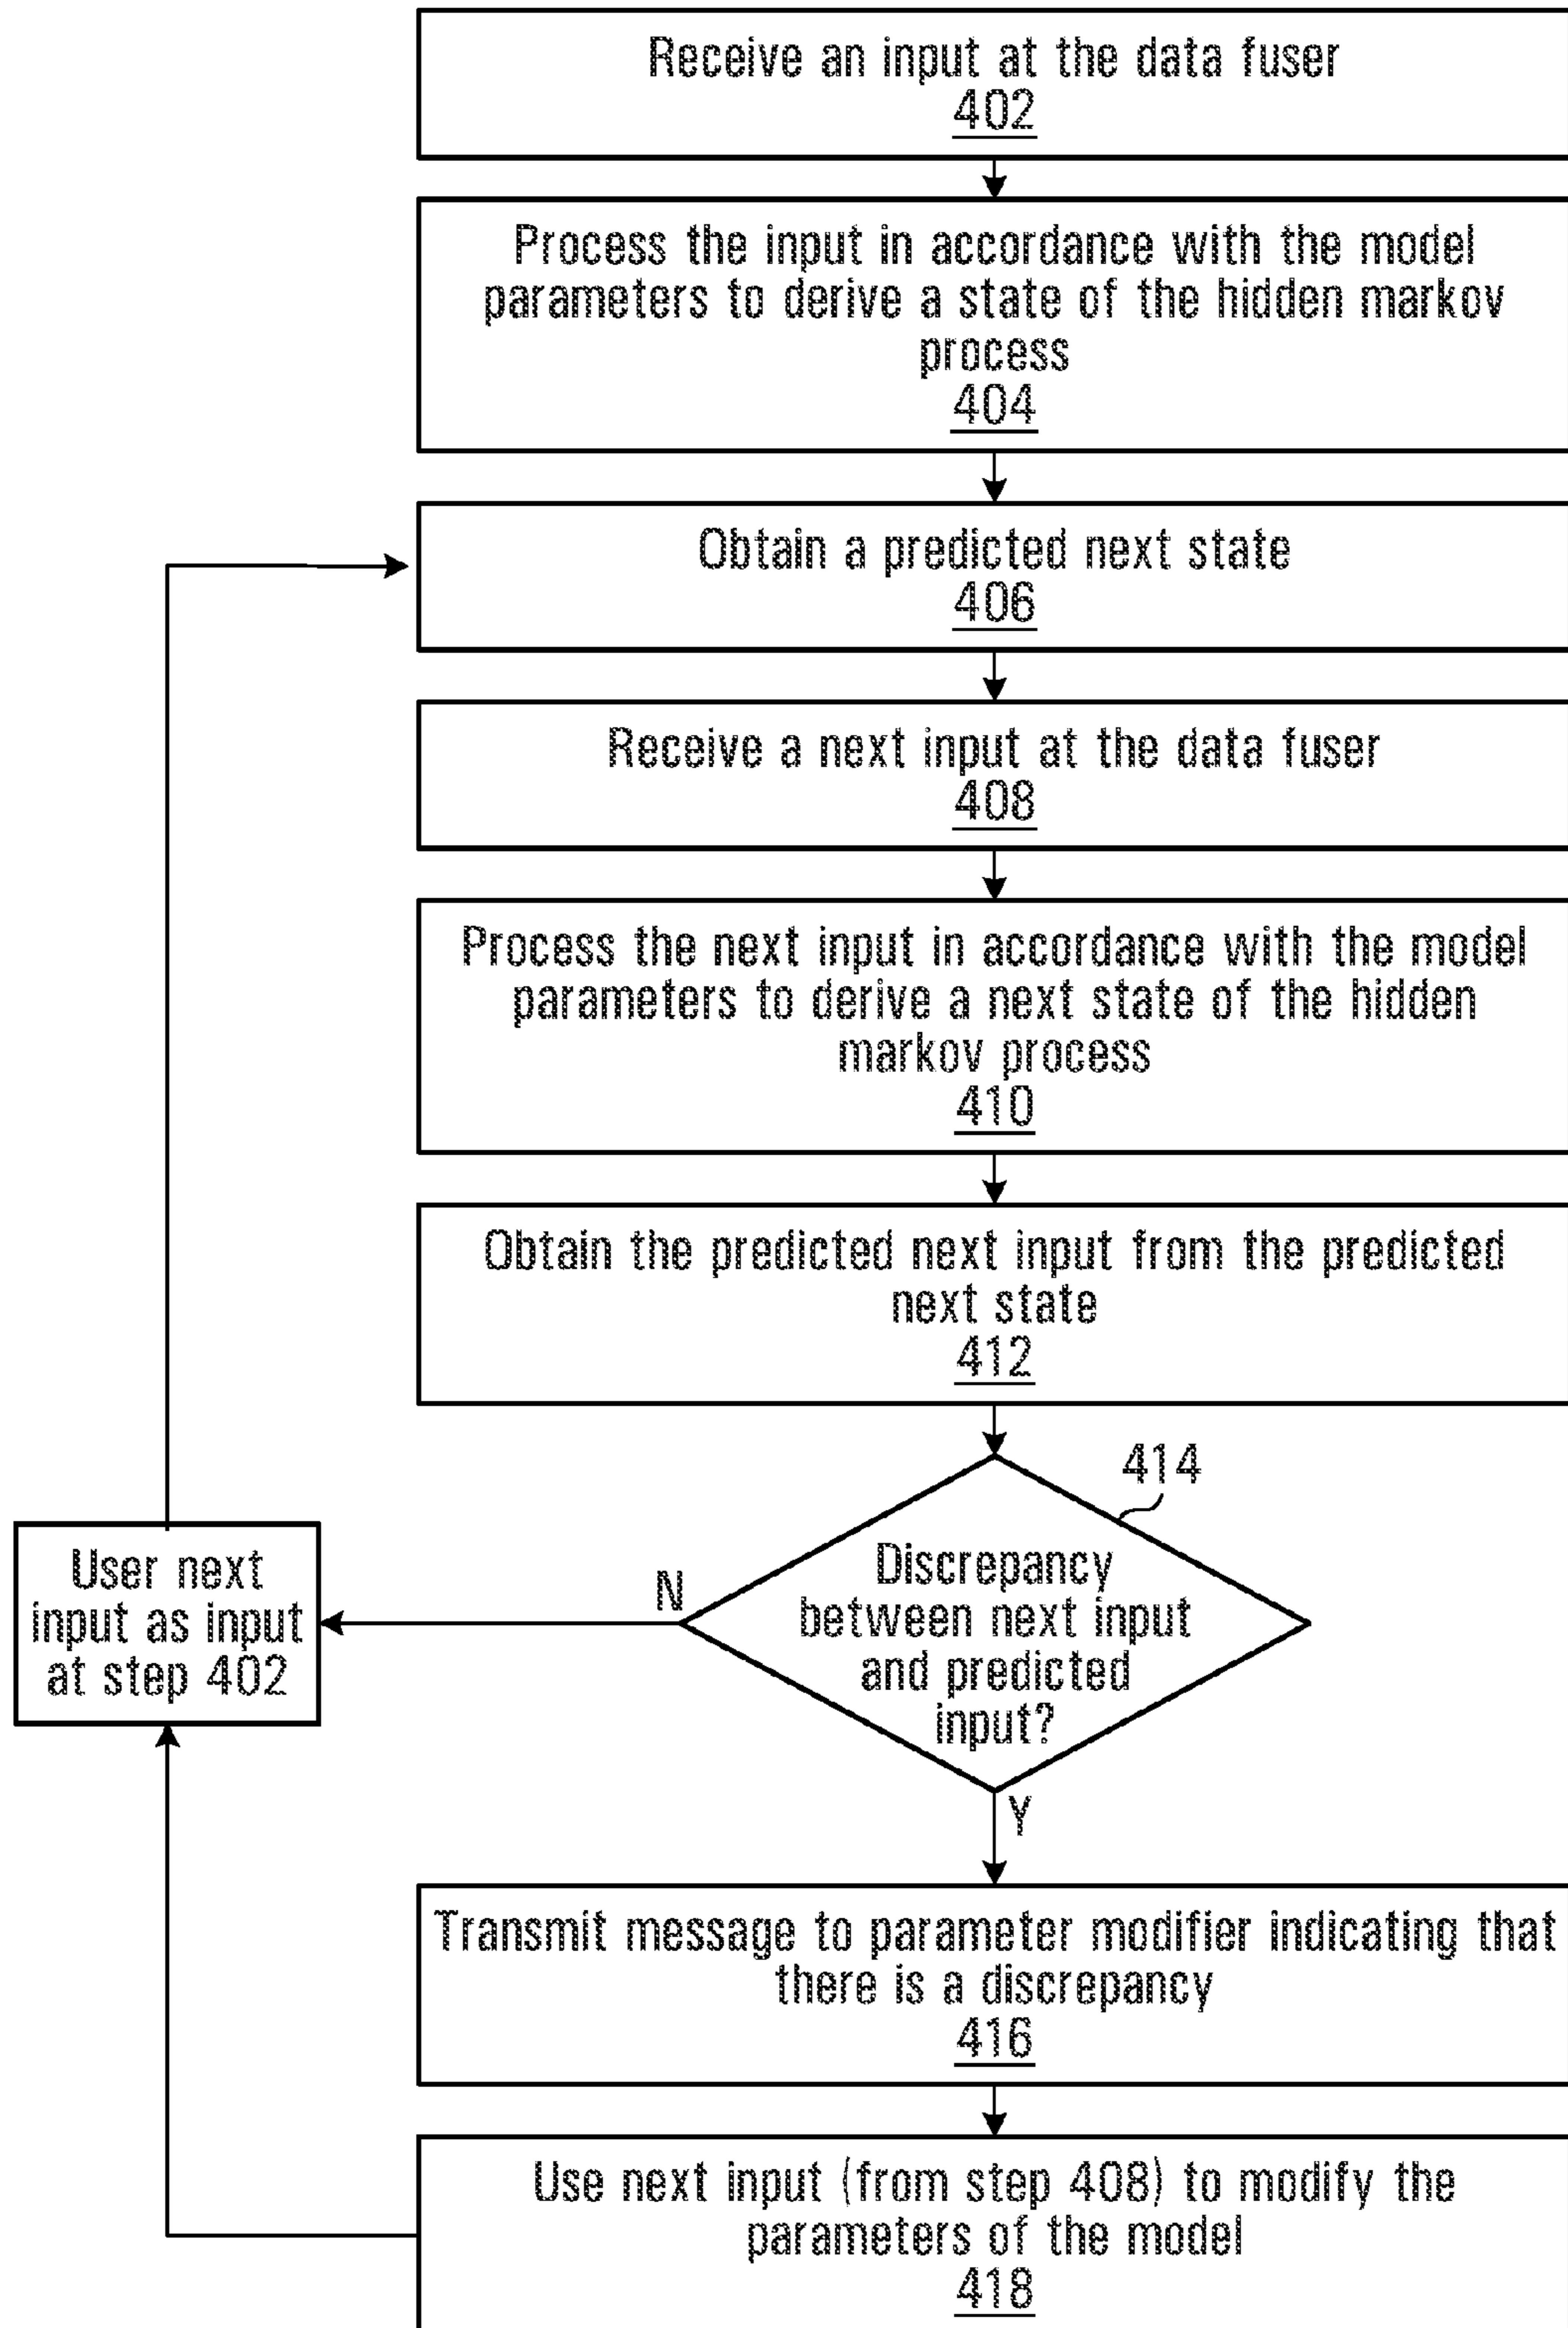 Receive an input at the data fuser
402
Process the input in accordance with the model
parameters to derive a state of the hidden markov
process
404
Obtain a predicted next state
406
Receive a next input at the data fuser
408
Process the next input in accordance with the model
parameters to derive a next state of the hidden
markov process
410
Obtain the predicted next input from the predicted
next state
412
414
Discrepancy
between next input
and predicted
input?
N
User next
input as input
at step 402
Y
Transmit message to parameter modifier indicating that
there is a discrepancy
416
Use next input (from step 408) to modify the
parameters of the model
418